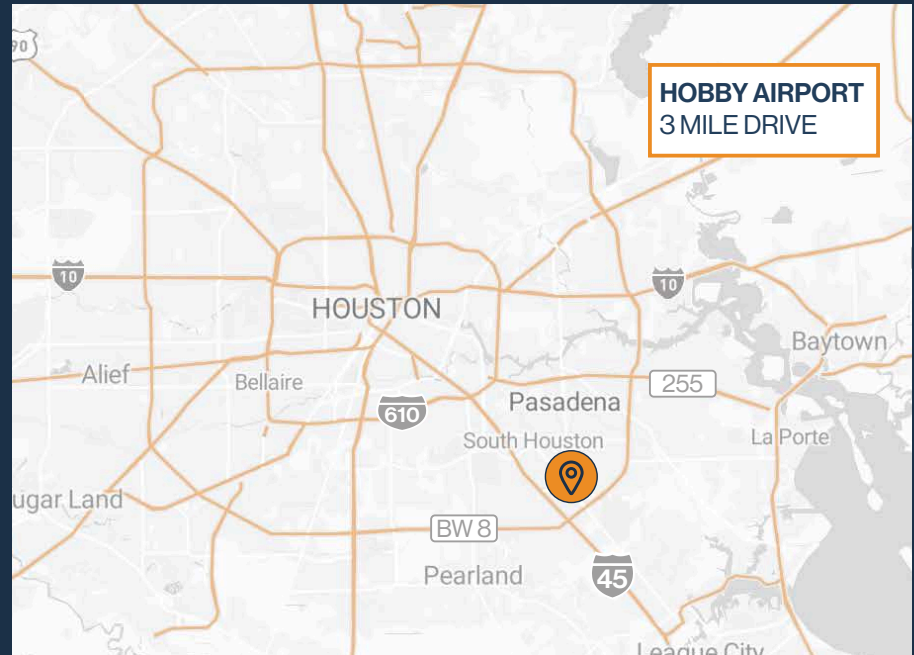 90
HOBBY AIRPORT
3 MILE DRIVE
10
10
HOUSTON
Baytown
Alief
Bellaire
255
610
Pasadena
South Houston
La Porte
ugar Land
BW 8
Pearland
45
League City